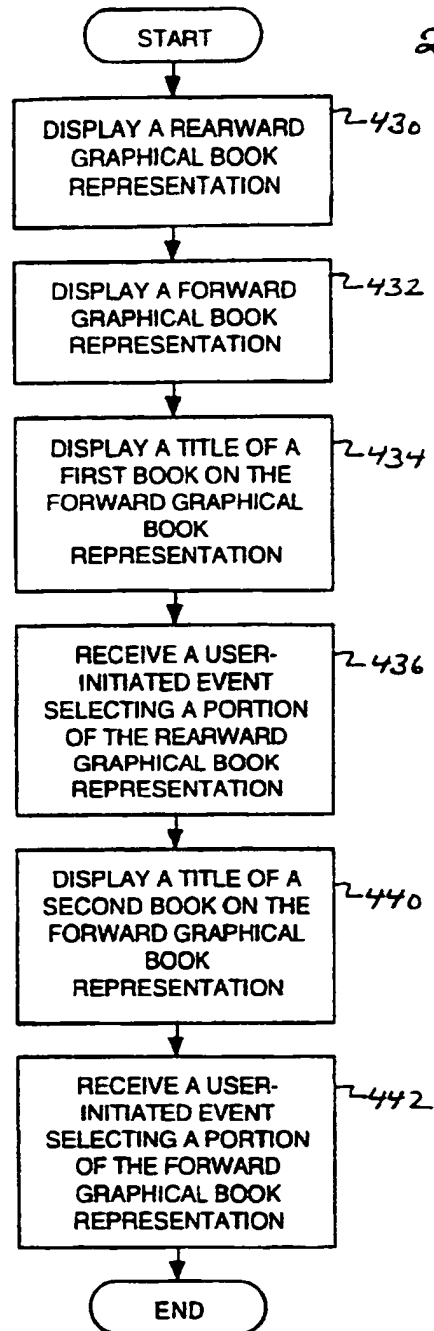 START
DISPLAY A REARWARD
GRAPHICAL BOOK
REPRESENTATION
430
DISPLAY A FORWARD
GRAPHICAL BOOK
REPRESENTATION
432
DISPLAY A TITLE OF A
FIRST BOOK ON THE
FORWARD GRAPHICAL
BOOK
REPRESENTATION
434
RECEIVE A USER-
INITIATED EVENT
SELECTING A PORTION
OF THE REARWARD
GRAPHICAL BOOK
REPRESENTATION
436
DISPLAY A TITLE OF A
SECOND BOOK ON THE
FORWARD GRAPHICAL
BOOK
REPRESENTATION
440
RECEIVE A USER-
INITIATED EVENT
SELECTING A PORTION
OF THE FORWARD
GRAPHICAL BOOK
REPRESENTATION
442
END